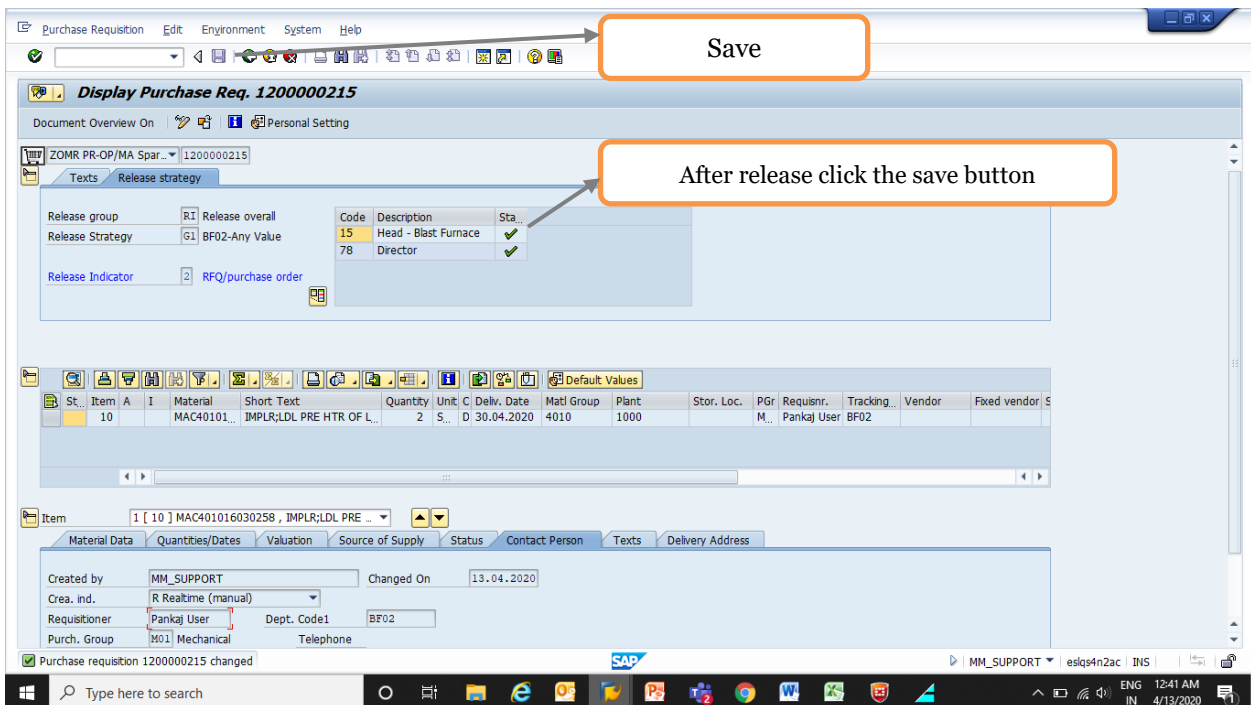 Purchase Requisition Edit Environment System Help
Save
Display Purchase Req. 1200000215
Document Overview On Personal Setting
ZOMR PR-OP/MA Spar... 1200000215
Texts Release strategy
After release click the save button
Release group RI Release overall Code Description Sta...
Release Strategy G1 BF02-Any Value 15 Head - Blast Furnace
78 Director
Release Indicator 2 RFQ/purchase order
Default Values
St... Item A I Material Short Text Quantity Unit C Deliv. Date Matl Group Plant Stor. Loc. PGr Requisnr. Tracking... Vendor Fixed vendor S
10 MAC40101... IMPLR;LDL PRE HTR OF L... 2 S... D 30.04.2020 4010 1000 M... Pankaj User BF02
Item 1 [ 10 ] MAC401016030258 , IMPLR;LDL PRE ...
Material Data Quantities/Dates Valuation Source of Supply Status Contact Person Texts Delivery Address
Created by MM_SUPPORT Changed On 13.04.2020
Crea. ind. R Realtime (manual)
Requisitioner Pankaj User Dept. Code1 BF02
Purch. Group M01 Mechanical Telephone
Purchase requisition 1200000215 changed SAP MM_SUPPORT eslqs4n2ac INS
Type here to search ENG 12:41 AM
IN 4/13/2020